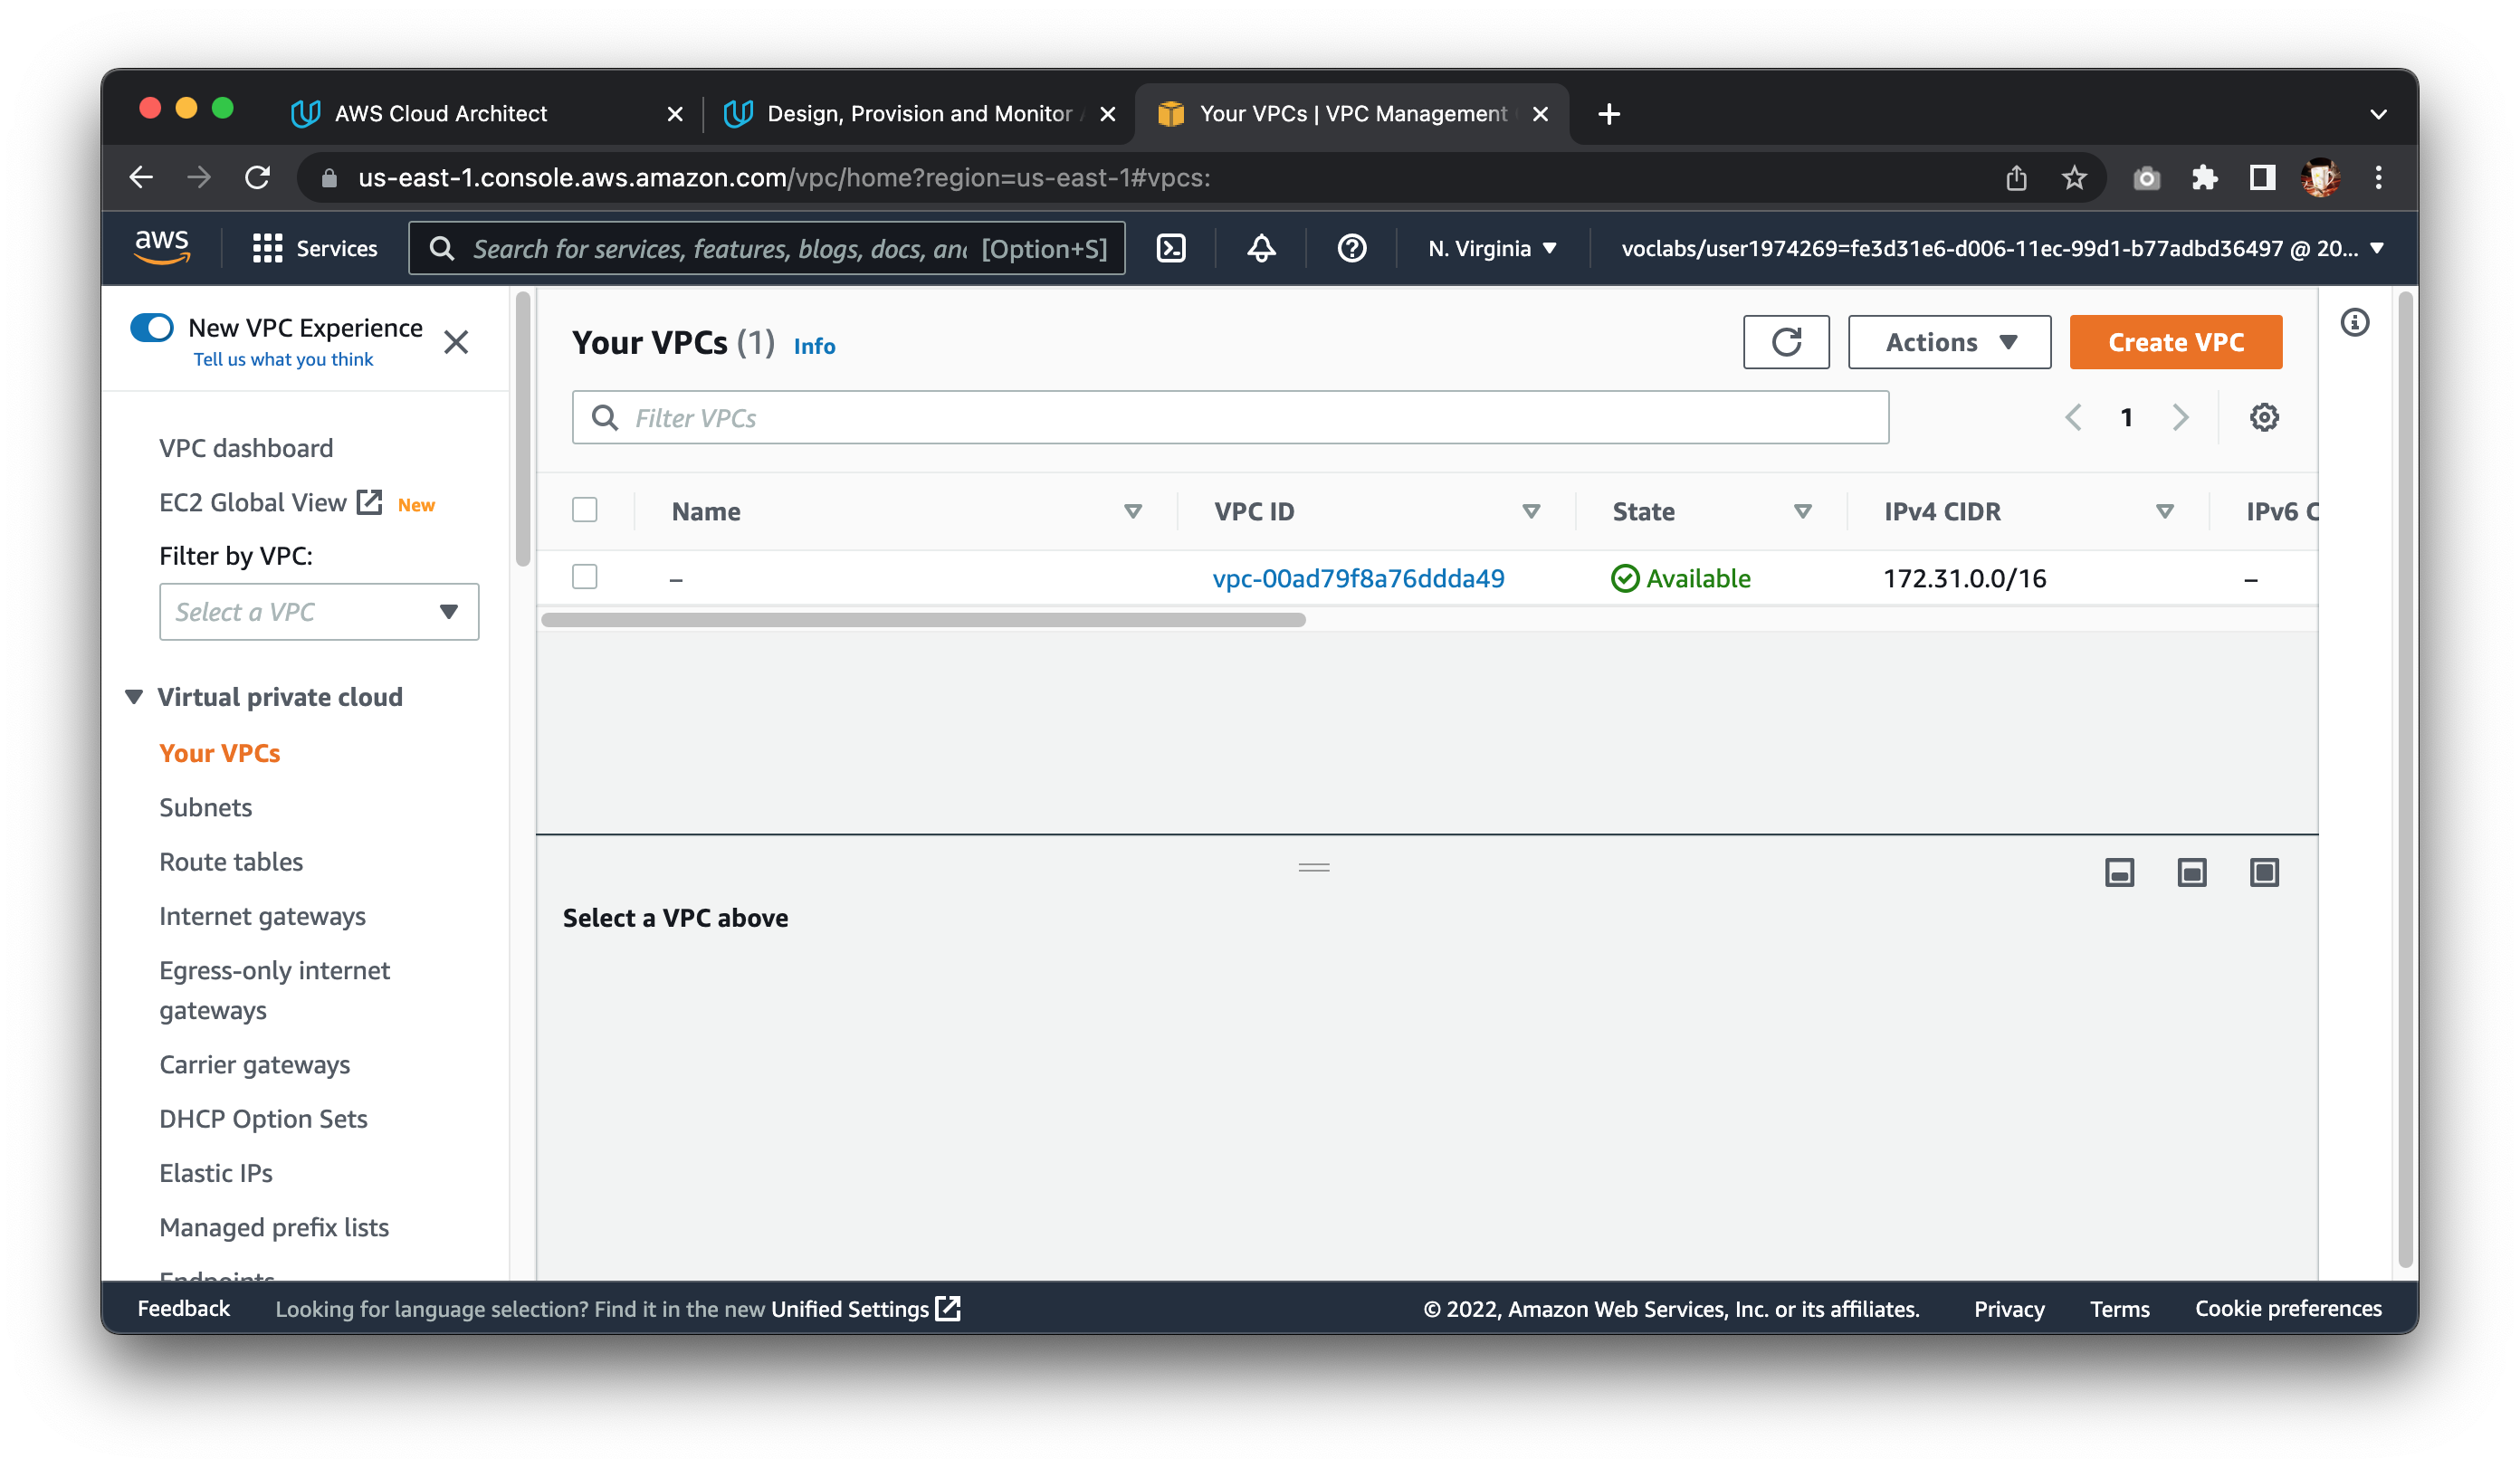 AWS Cloud Architect
Design, Provision and Monitor
Your VPCs | VPC Management
us-east-1.console.aws.amazon.com/vpc/home?region=us-east-1#vpcs:
aws
Services
Search for services, features, blogs, docs, and [Option+S]
N. Virginia
voclabs/user1974269=fe3d31e6-d006-11ec-99d1-b77adbd36497 @ 20...
New VPC Experience
Tell us what you think
VPC dashboard
EC2 Global View New
Filter by VPC:
Select a VPC
Virtual private cloud
Your VPCs
Subnets
Route tables
Internet gateways
Egress-only internet
gateways
Carrier gateways
DHCP Option Sets
Elastic IPs
Managed prefix lists
Endpoints
Your VPCs (1) Info
Actions
Create VPC
Filter VPCs
1
Name VPC ID State IPv4 CIDR IPv6 C
– vpc-00ad79f8a76ddda49 Available 172.31.0.0/16 –
Select a VPC above
Feedback Looking for language selection? Find it in the new Unified Settings © 2022, Amazon Web Services, Inc. or its affiliates. Privacy Terms Cookie preferences